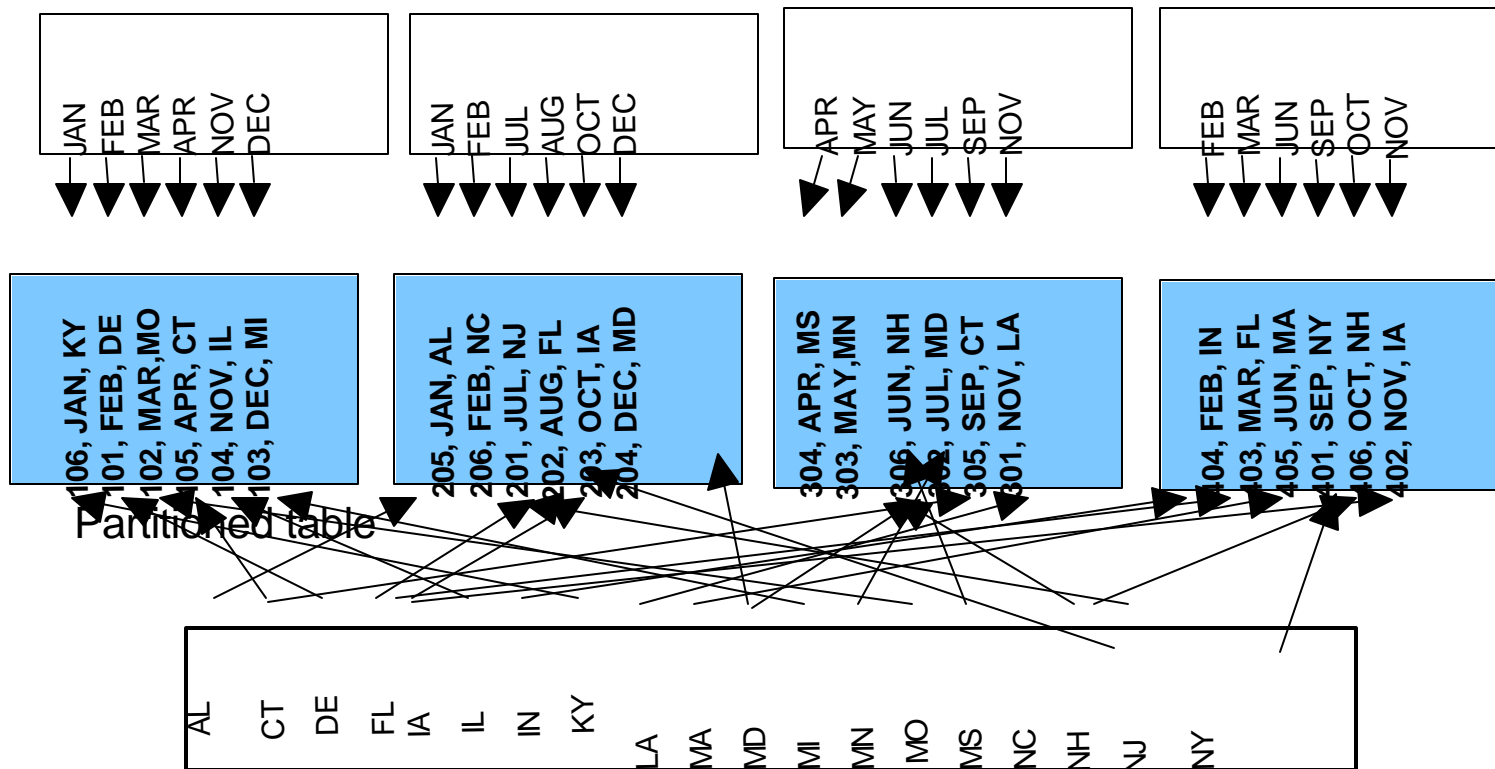 JAN
FEB
MAR
APR
NOV
DEC
JAN
FEB
JUL
AUG
OCT
DEC
APR
MAY
JUN
JUL
SEP
NOV
FEB
MAR
JUN
SEP
OCT
NOV
106, JAN, KY
101, FEB, DE
102, MAR,MO
105, APR, CT
104, NOV, IL
103, DEC, MI
205, JAN, AL
206, FEB, NC
201, JUL, NJ
202, AUG, FL
203, OCT, IA
204, DEC, MD
304, APR, MS
303, MAY,MN
306, JUN, NH
302, JUL, MD
305, SEP, CT
301, NOV, LA
404, FEB, IN
403, MAR, FL
405, JUN, MA
401, SEP, NY
406, OCT, NH
402, NOV, IA
Partitioned table
AL
CT
DE
FL
IA
IL
IN
KY
LA
MA
MD
MI
MN
MO
MS
NC
NH
NJ
NY